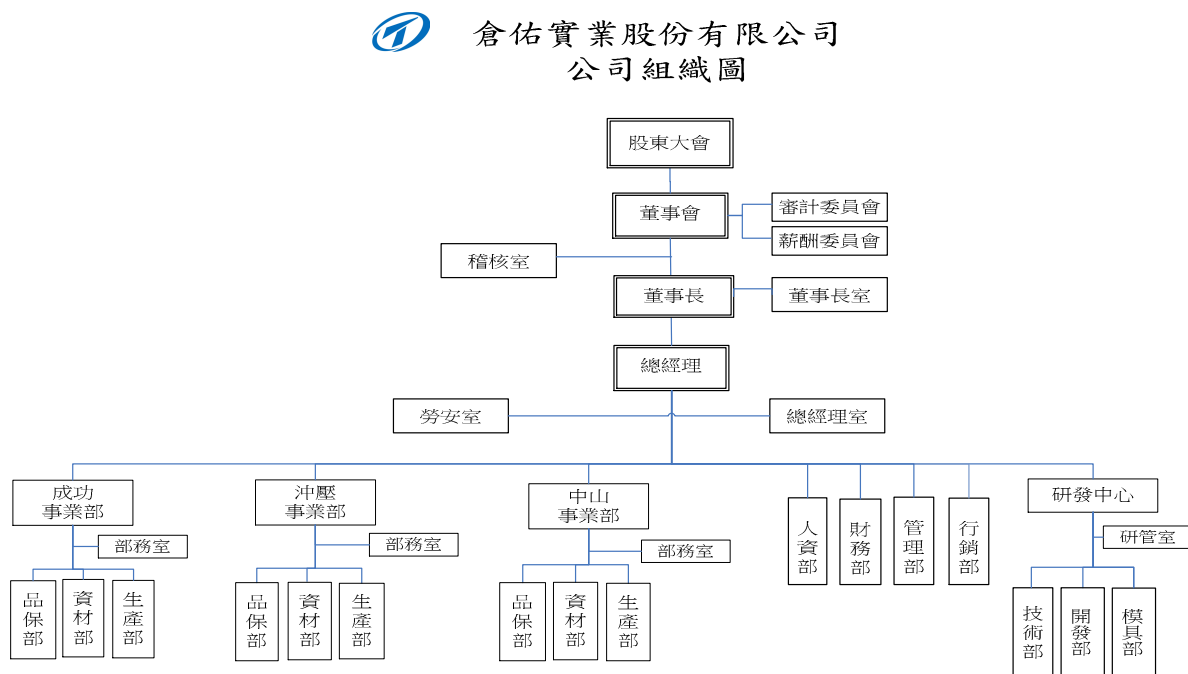 倉佑實業股份有限公司
公司組織圖
股東大會
董事會
審計委員會
薪酬委員會
稽核室
董事長
董事長室
總經理
勞安室
總經理室
成功
事業部
沖壓
事業部
中山
事業部
人資部
財務部
管理部
行銷部
研發中心
部務室
部務室
部務室
研管室
品保部
資材部
生產部
品保部
資材部
生產部
品保部
資材部
生產部
技術部
開發部
模具部